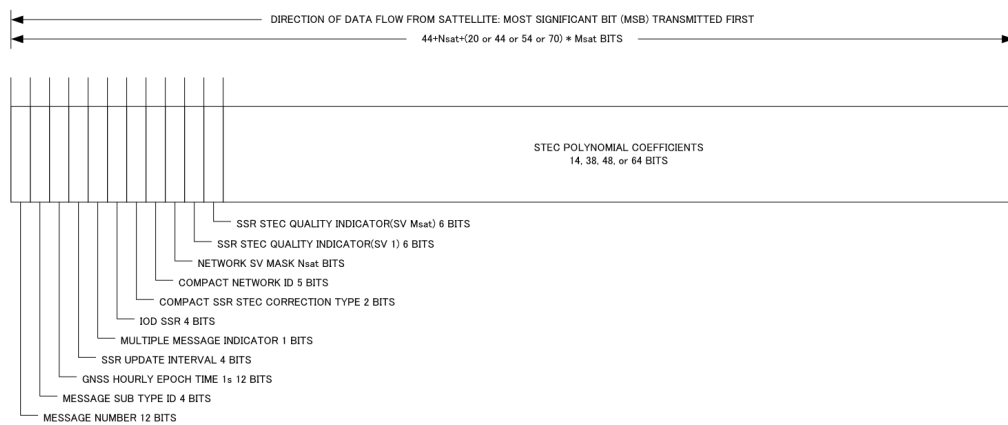 DIRECTION OF DATA FLOW FROM SATTELLITE: MOST SIGNIFICANT BIT (MSB) TRANSMITTED FIRST
44+Nsat+(20 or 44 or 54 or 70) * Msat BITS
STEC POLYNOMIAL COEFFICIENTS
14, 38, 48, or 64 BITS
SSR STEC QUALITY INDICATOR(SV Msat) 6 BITS
SSR STEC QUALITY INDICATOR(SV 1) 6 BITS
NETWORK SV MASK Nsat BITS
COMPACT NETWORK ID 5 BITS
COMPACT SSR STEC CORRECTION TYPE 2 BITS
IOD SSR 4 BITS
MULTIPLE MESSAGE INDICATOR 1 BITS
SSR UPDATE INTERVAL 4 BITS
GNSS HOURLY EPOCH TIME 1s 12 BITS
MESSAGE SUB TYPE ID 4 BITS
MESSAGE NUMBER 12 BITS